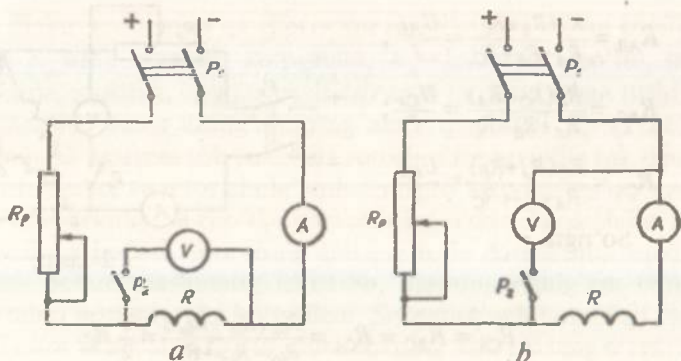 + − + −
P₁ P₁
R_p V A R_p V A
P₂ R P₂ R
a b